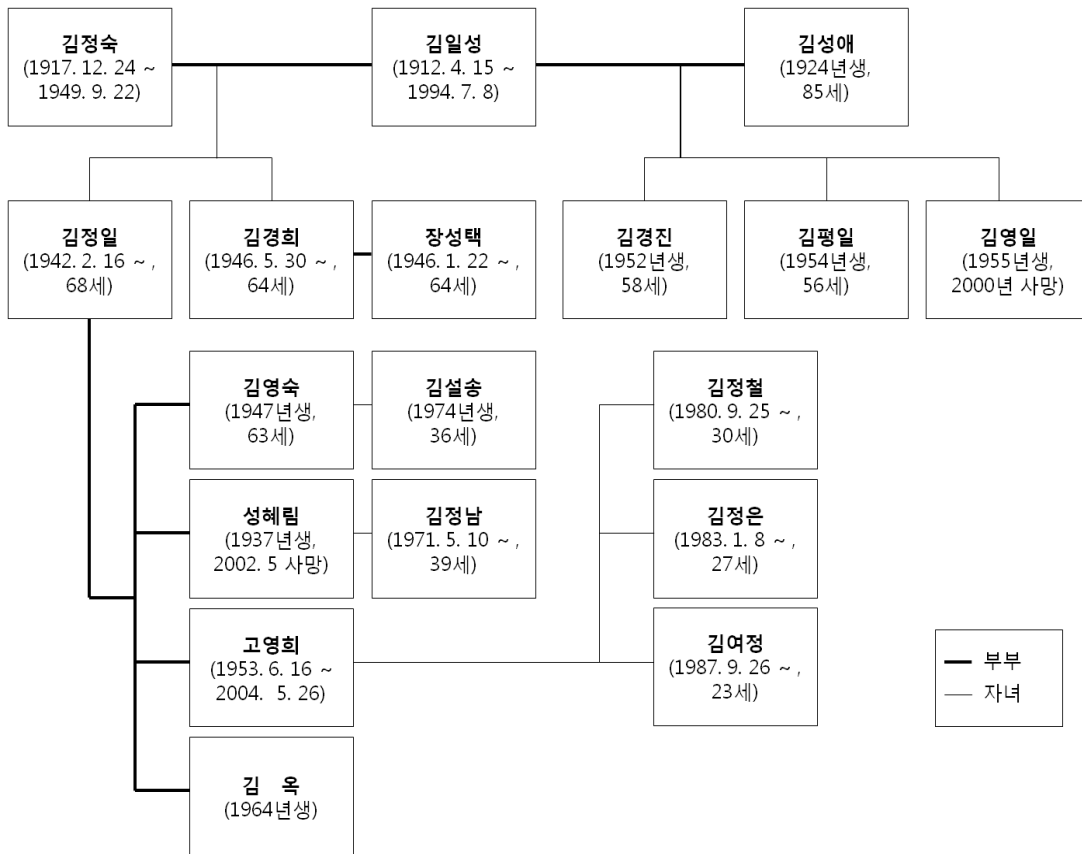 김정숙
(1917. 12. 24 ~
1949. 9. 22)
김일성
(1912. 4. 15 ~
1994. 7. 8)
김성애
(1924년생,
85세)
김정일
(1942. 2. 16 ~ ,
68세)
김경희
(1946. 5. 30 ~ ,
64세)
장성택
(1946. 1. 22 ~ ,
64세)
김경진
(1952년생,
58세)
김평일
(1954년생,
56세)
김영일
(1955년생,
2000년 사망)
김영숙
(1947년생,
63세)
김설송
(1974년생,
36세)
김정철
(1980. 9. 25 ~ ,
30세)
성혜림
(1937년생,
2002. 5 사망)
김정남
(1971. 5. 10 ~ ,
39세)
김정은
(1983. 1. 8 ~ ,
27세)
고영희
(1953. 6. 16 ~
2004. 5. 26)
김여정
(1987. 9. 26 ~ ,
23세)
김 옥
(1964년생)
부부
자녀